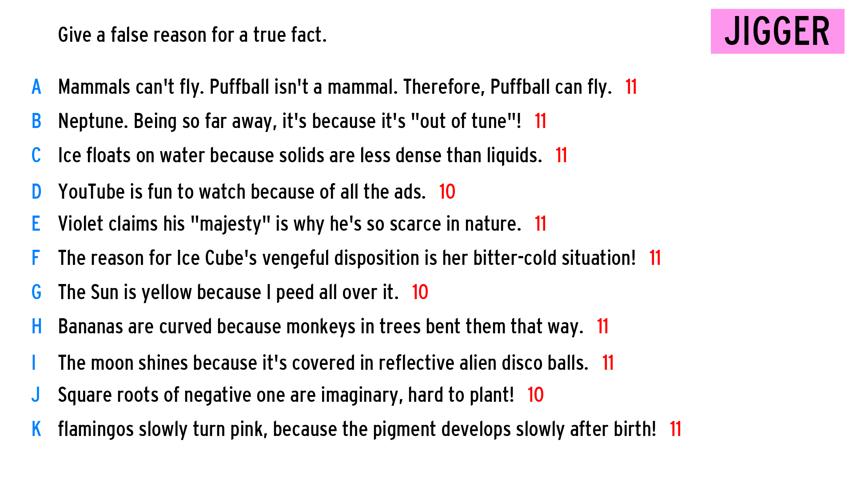 Give a false reason for a true fact.
JIGGER
A Mammals can't fly. Puffball isn't a mammal. Therefore, Puffball can fly. 11
B Neptune. Being so far away, it's because it's "out of tune"! 11
C Ice floats on water because solids are less dense than liquids. 11
D YouTube is fun to watch because of all the ads. 10
E Violet claims his "majesty" is why he's so scarce in nature. 11
F The reason for Ice Cube's vengeful disposition is her bitter-cold situation! 11
G The Sun is yellow because I peed all over it. 10
H Bananas are curved because monkeys in trees bent them that way. 11
I The moon shines because it's covered in reflective alien disco balls. 11
J Square roots of negative one are imaginary, hard to plant! 10
K flamingos slowly turn pink, because the pigment develops slowly after birth! 11